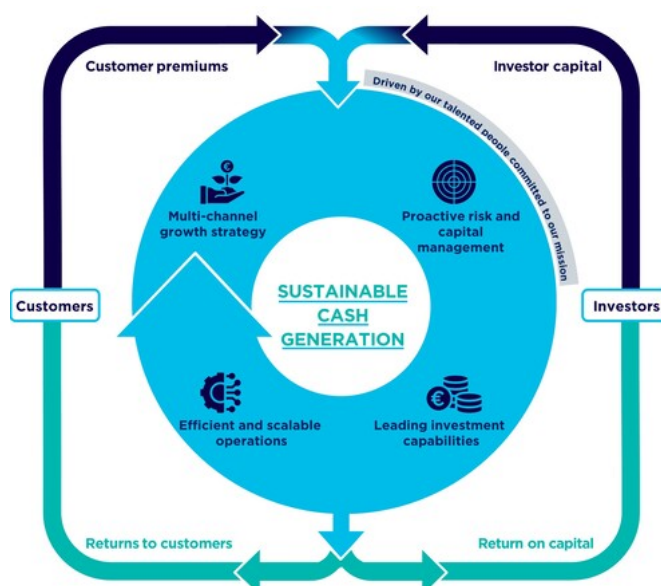 Customer premiums
Investor capital
Driven by our talented people committed to our mission
Multi-channel
growth strategy
Proactive risk and
capital
management
SUSTAINABLE
CASH
GENERATION
Customers
Investors
Efficient and scalable
operations
€
Leading investment
capabilities
Returns to customers
Return on capital